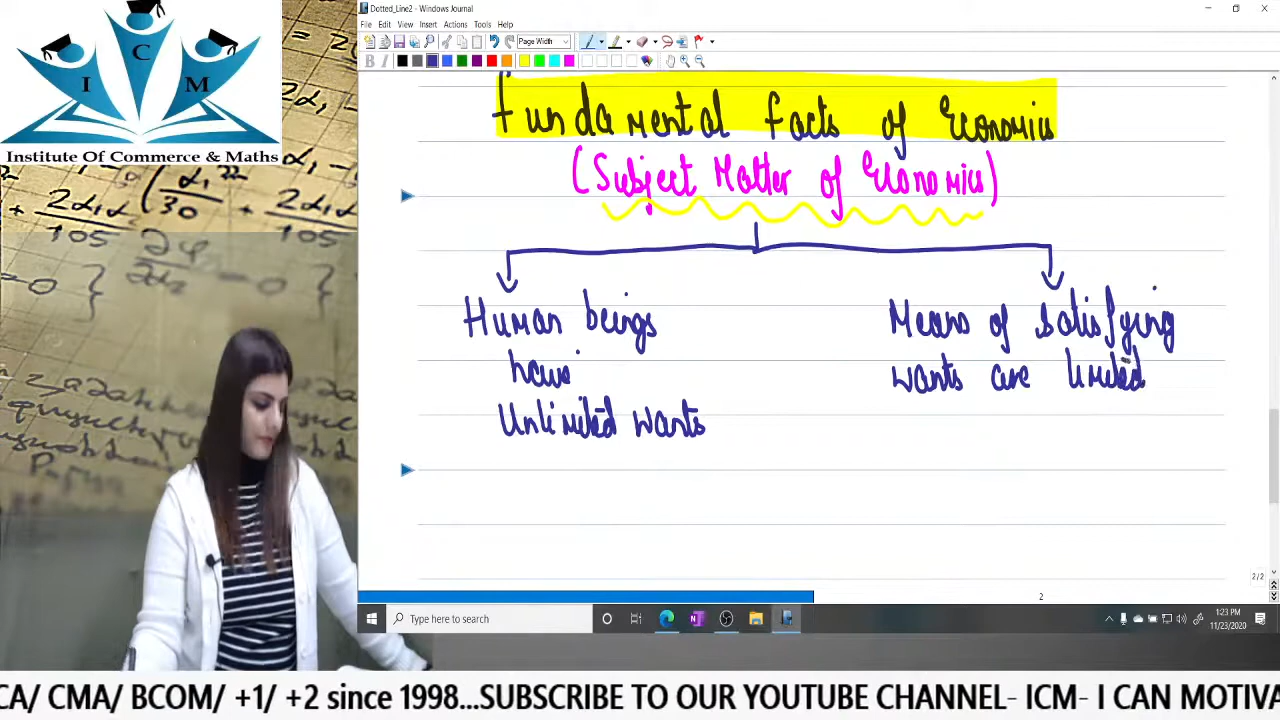 Dotted_Line2 - Windows Journal
File Edit View Insert Actions Tools Help
Page Width
B I
C
I M
Institute Of Commerce & Maths
Fundamental Facts of Economics
(Subject Matter of Economics)
Human beings
have
Unlimited wants
Means of satisfying
wants are limited
2/2
2
Type here to search
1:23 PM
11/23/2020
CA/ CMA/ BCOM/ +1/ +2 since 1998...SUBSCRIBE TO OUR YOUTUBE CHANNEL- ICM- I CAN MOTIVA